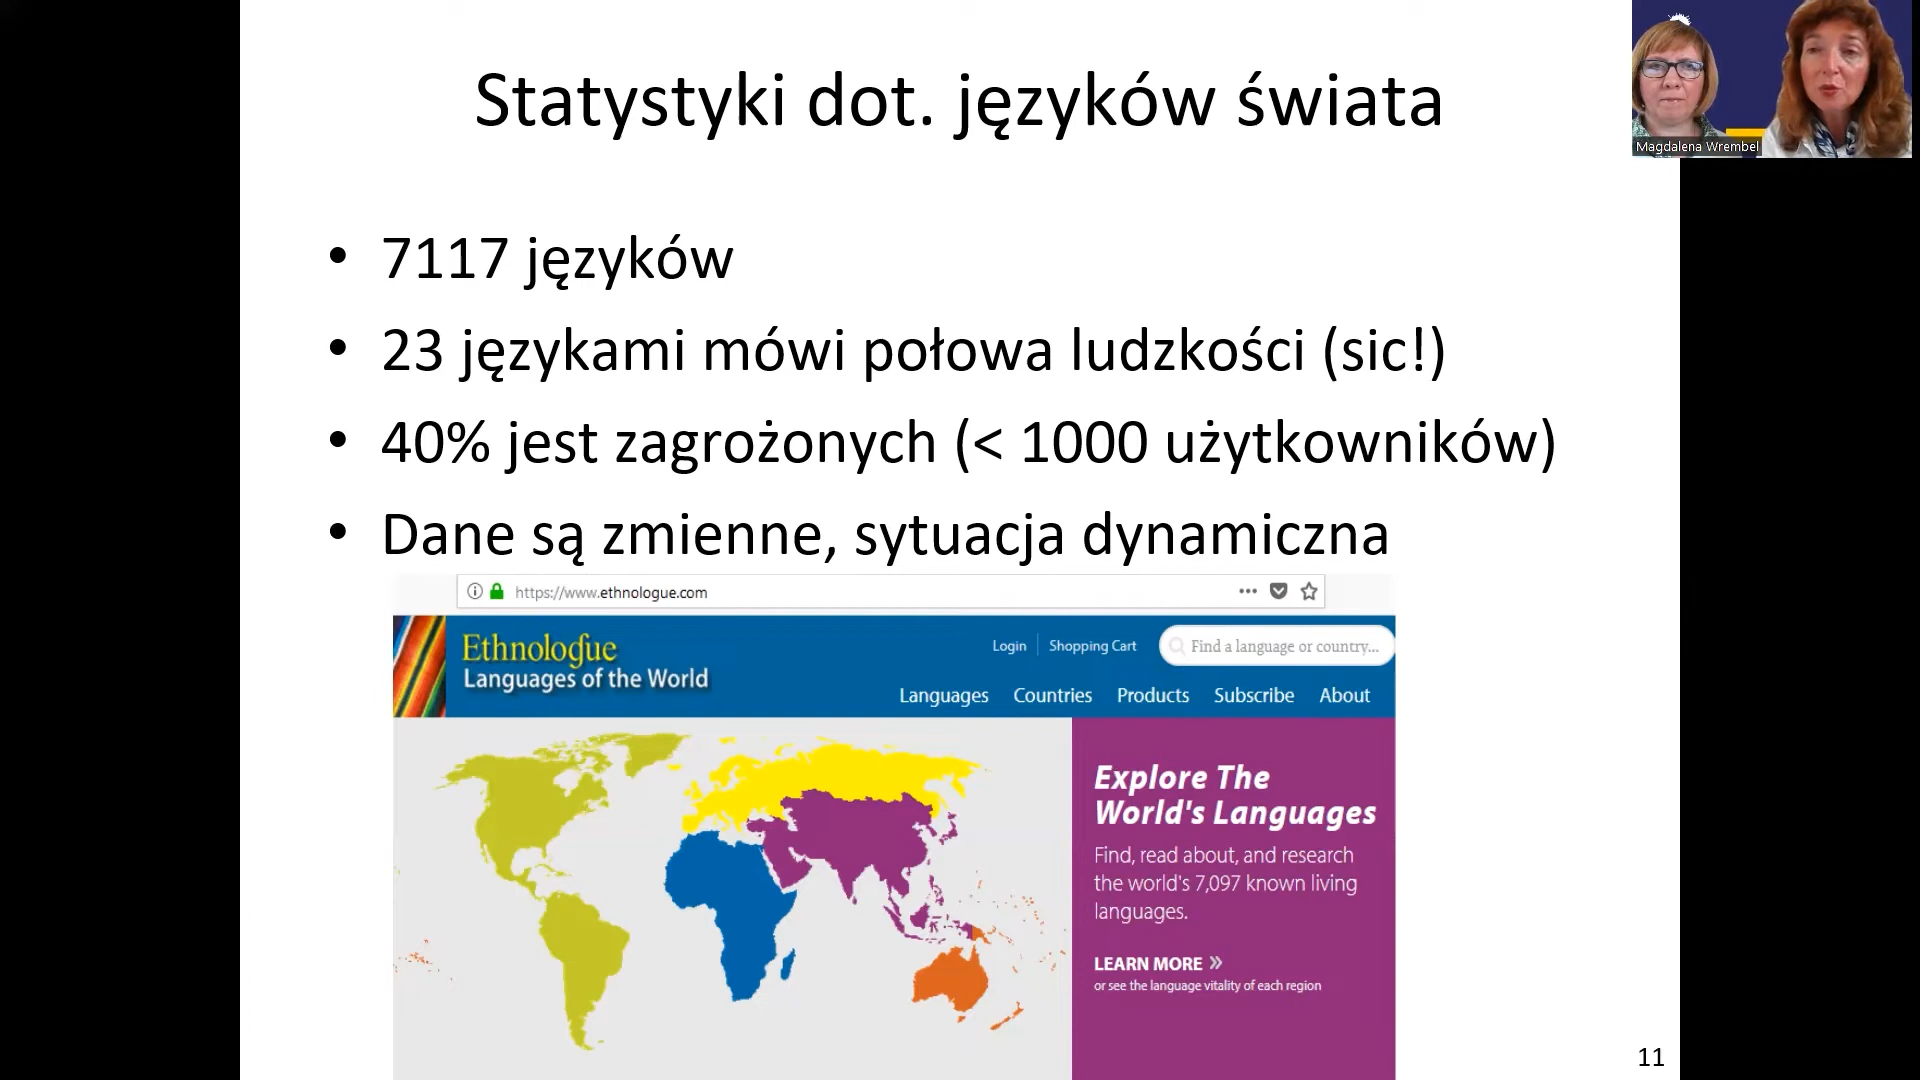 Statystyki dot. języków świata
Magdalena Wrembel
• 7117 języków
• 23 językami mówi połowa ludzkości (sic!)
• 40% jest zagrożonych (< 1000 użytkowników)
• Dane są zmienne, sytuacja dynamiczna
https://www.ethnologue.com
Ethnologue
Languages of the World
Login Shopping Cart Find a language or country...
Languages Countries Products Subscribe About
Explore The
World's Languages
Find, read about, and research
the world's 7,097 known living
languages.
LEARN MORE »
or see the language vitality of each region
11